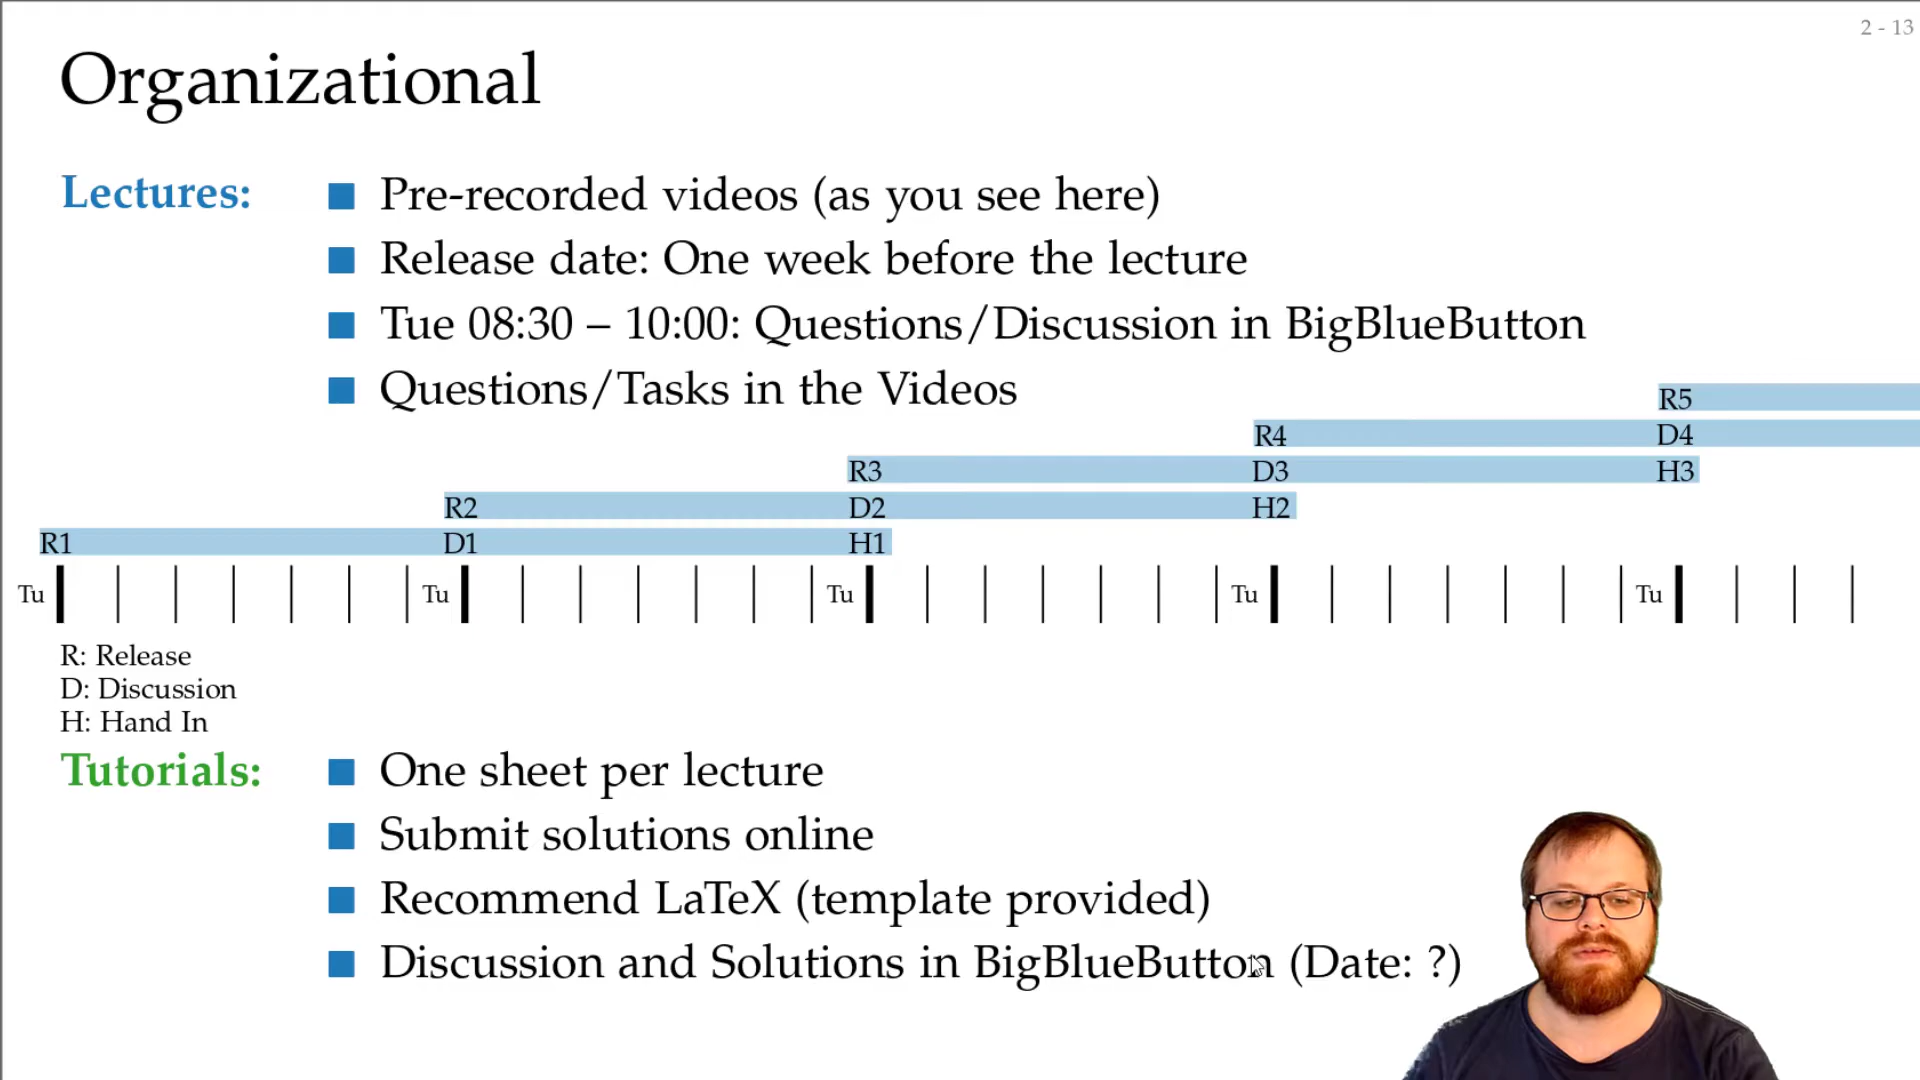 2 - 13
Organizational
Lectures:
Pre-recorded videos (as you see here)
Release date: One week before the lecture
Tue 08:30 – 10:00: Questions/Discussion in BigBlueButton
Questions/Tasks in the Videos
R5
R4 D4
R3 D3 H3
R2 D2 H2
R1 D1 H1
Tu Tu Tu Tu Tu
R: Release
D: Discussion
H: Hand In
Tutorials:
One sheet per lecture
Submit solutions online
Recommend LaTeX (template provided)
Discussion and Solutions in BigBlueButton (Date: ?)